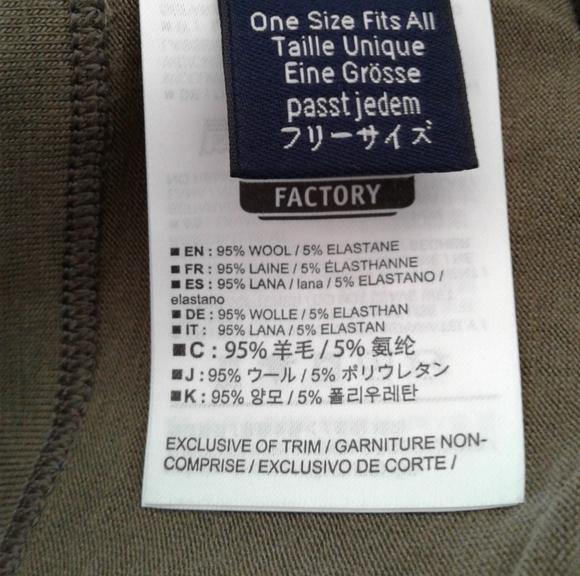 One Size Fits All
Taille Unique
Eine Grösse
passt jedem
フリーサイズ
FACTORY
■ EN : 95% WOOL / 5% ELASTANE
■ FR : 95% LAINE / 5% ÉLASTHANNE
■ ES : 95% LANA / lana / 5% ELASTANO /
elastano
■ DE : 95% WOLLE / 5% ELASTHAN
■ IT : 95% LANA / 5% ELASTAN
■ C : 95% 羊毛 / 5% 氨纶
■ J : 95% ウール / 5% ポリウレタン
■ K : 95% 양모 / 5% 폴리우레탄
EXCLUSIVE OF TRIM / GARNITURE NON-
COMPRISE / EXCLUSIVO DE CORTE /